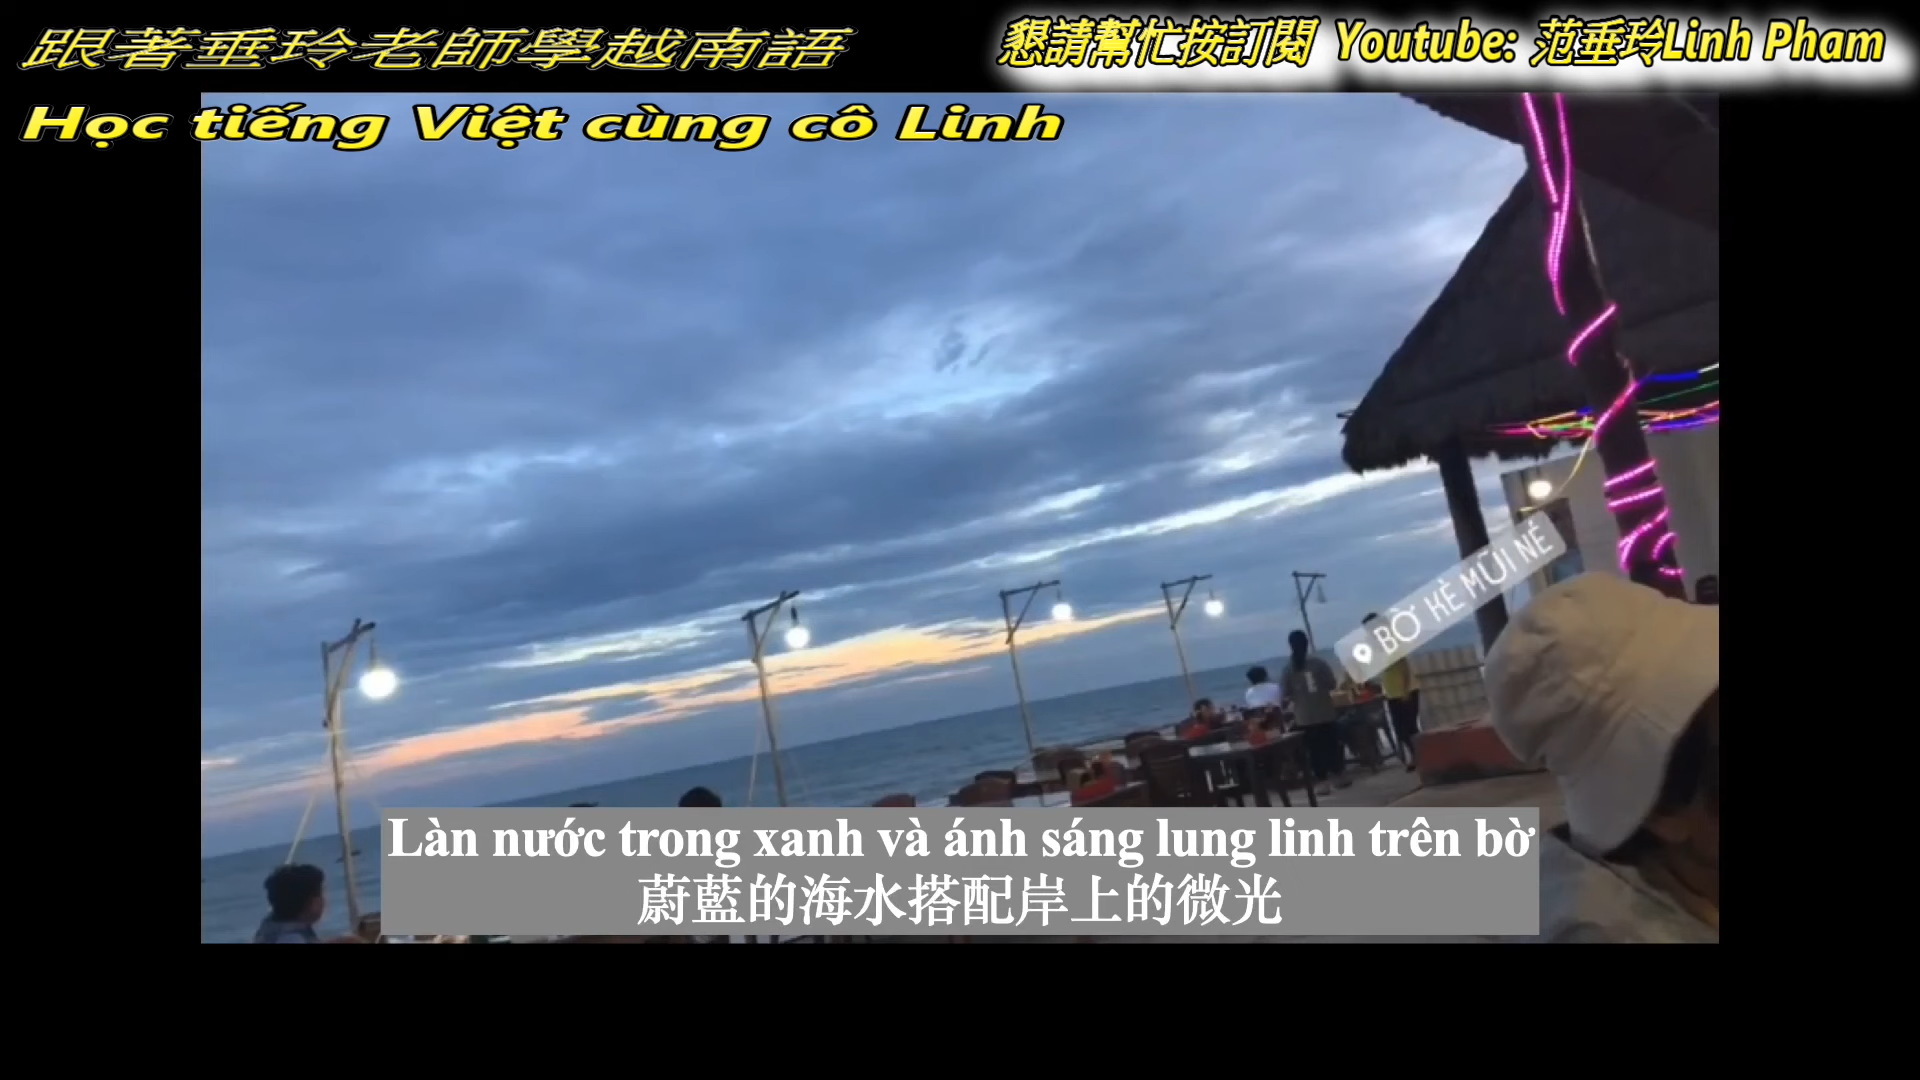 跟著垂玲老師學越南語
懇請幫忙按訂閱 Youtube: 范垂玲Linh Pham
Học tiếng Việt cùng cô Linh
BỜ KÈ MŨI NÉ
Làn nước trong xanh và ánh sáng lung linh trên bờ
蔚藍的海水搭配岸上的微光